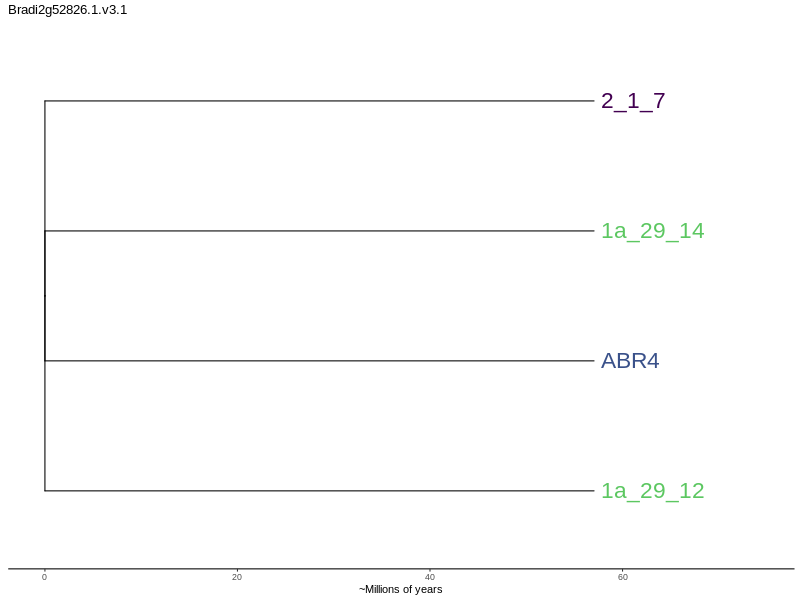 Bradi2g52826.1.v3.1
2_1_7
1a_29_14
ABR4
1a_29_12
0 20 40 60
~Millions of years